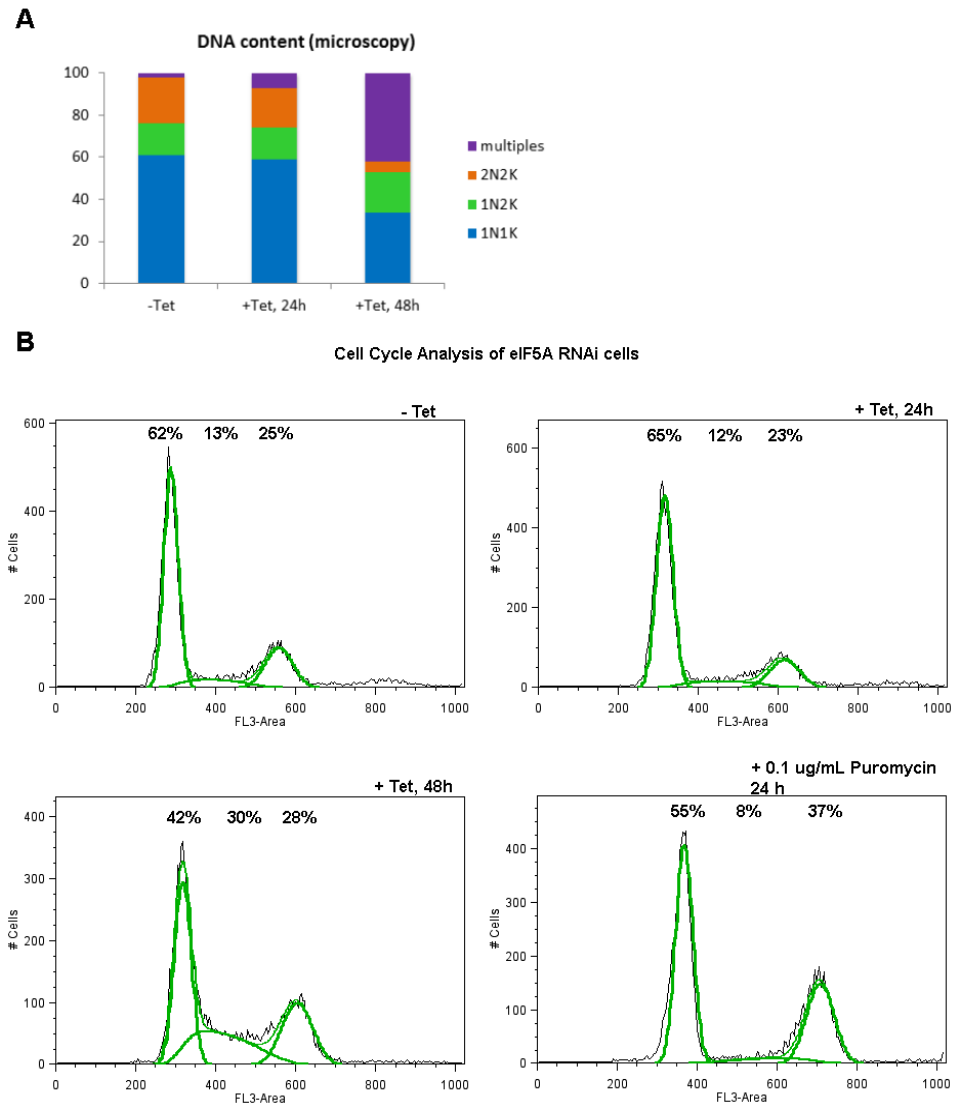 A
DNA content (microscopy)
100
80
60
40
20
0
-Tet
+Tet, 24h
+Tet, 48h
multiples
2N2K
1N2K
1N1K
B
Cell Cycle Analysis of eIF5A RNAi cells
- Tet
62% 13% 25%
# Cells
600
400
200
0
0 200 400 600 800 1000
FL3-Area
+ Tet, 24h
65% 12% 23%
# Cells
600
400
200
0
0 200 400 600 800 1000
FL3-Area
+ Tet, 48h
42% 30% 28%
# Cells
400
300
200
100
0
0 200 400 600 800 1000
FL3-Area
+ 0.1 ug/mL Puromycin
24 h
55% 8% 37%
# Cells
400
300
200
100
0
0 200 400 600 800 1000
FL3-Area